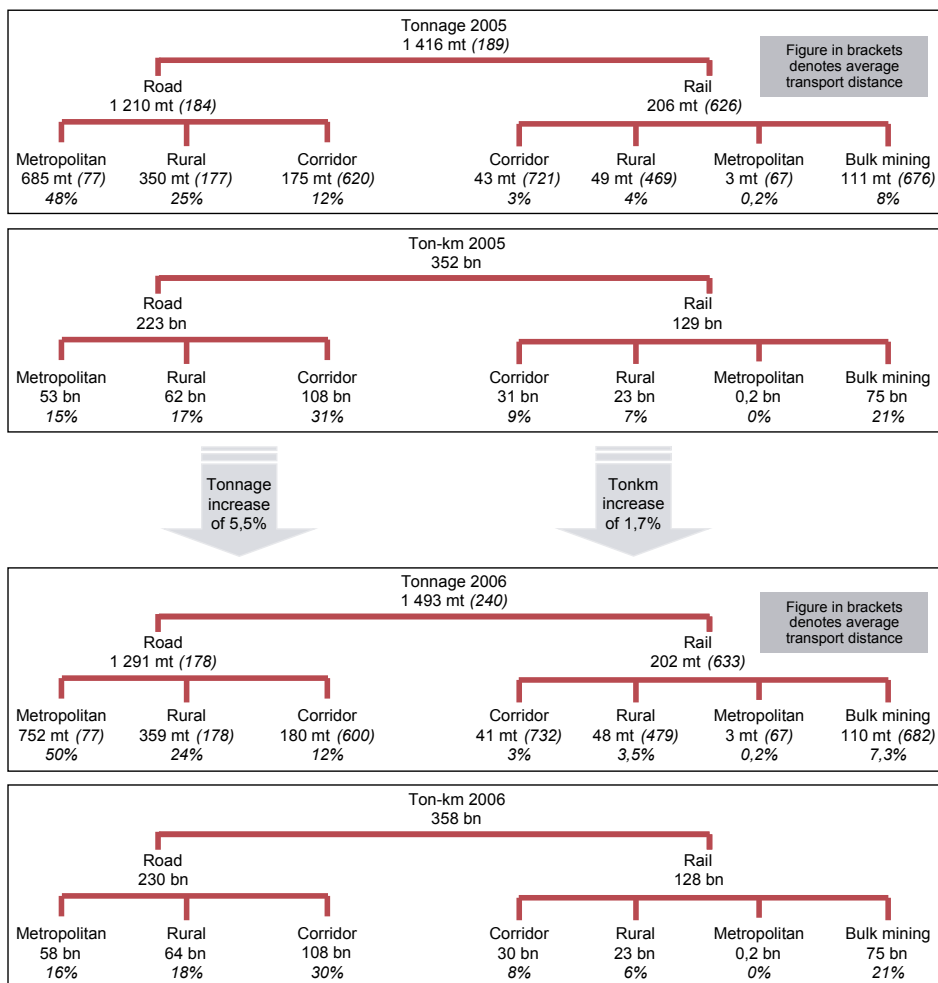 Tonnage 2005
1 416 mt (189)
Figure in brackets
denotes average
transport distance
Road
1 210 mt (184)
Rail
206 mt (626)
Metropolitan
685 mt (77)
48%
Rural
350 mt (177)
25%
Corridor
175 mt (620)
12%
Corridor
43 mt (721)
3%
Rural
49 mt (469)
4%
Metropolitan
3 mt (67)
0,2%
Bulk mining
111 mt (676)
8%
Ton-km 2005
352 bn
Road
223 bn
Rail
129 bn
Metropolitan
53 bn
15%
Rural
62 bn
17%
Corridor
108 bn
31%
Corridor
31 bn
9%
Rural
23 bn
7%
Metropolitan
0,2 bn
0%
Bulk mining
75 bn
21%
Tonnage
increase
of 5,5%
Tonkm
increase
of 1,7%
Tonnage 2006
1 493 mt (240)
Figure in brackets
denotes average
transport distance
Road
1 291 mt (178)
Rail
202 mt (633)
Metropolitan
752 mt (77)
50%
Rural
359 mt (178)
24%
Corridor
180 mt (600)
12%
Corridor
41 mt (732)
3%
Rural
48 mt (479)
3,5%
Metropolitan
3 mt (67)
0,2%
Bulk mining
110 mt (682)
7,3%
Ton-km 2006
358 bn
Road
230 bn
Rail
128 bn
Metropolitan
58 bn
16%
Rural
64 bn
18%
Corridor
108 bn
30%
Corridor
30 bn
8%
Rural
23 bn
6%
Metropolitan
0,2 bn
0%
Bulk mining
75 bn
21%